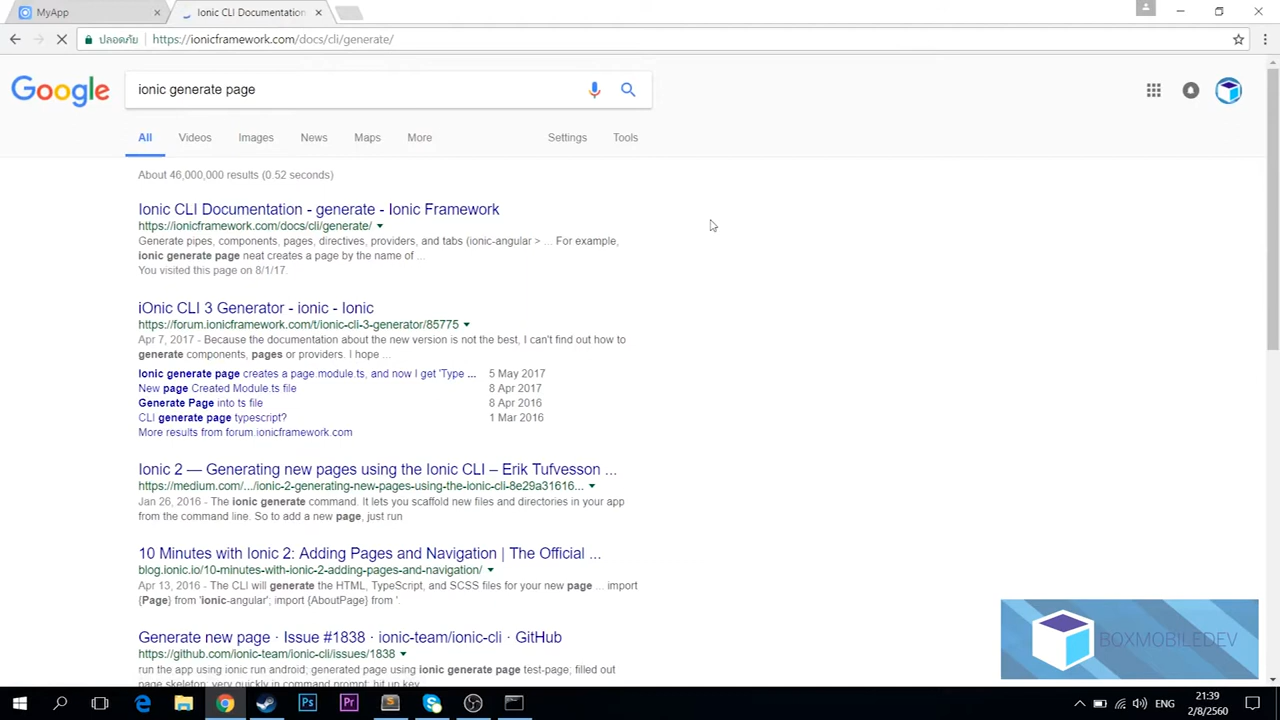 MyApp
Ionic CLI Documentation
ปลอดภัย https://ionicframework.com/docs/cli/generate/
Google
ionic generate page
All Videos Images News Maps More Settings Tools
About 46,000,000 results (0.52 seconds)
Ionic CLI Documentation - generate - Ionic Framework
https://ionicframework.com/docs/cli/generate/
Generate pipes, components, pages, directives, providers, and tabs (ionic-angular > ... For example,
ionic generate page neat creates a page by the name of ...
You visited this page on 8/1/17.
iOnic CLI 3 Generator - ionic - Ionic
https://forum.ionicframework.com/t/ionic-cli-3-generator/85775
Apr 7, 2017 - Because the documentation about the new version is not the best, I can't find out how to
generate components, pages or providers. I hope ...
Ionic generate page creates a page.module.ts, and now I get 'Type ... 5 May 2017
New page Created Module.ts file 8 Apr 2017
Generate Page into ts file 8 Apr 2016
CLI generate page typescript? 1 Mar 2016
More results from forum.ionicframework.com
Ionic 2 — Generating new pages using the Ionic CLI – Erik Tufvesson ...
https://medium.com/.../ionic-2-generating-new-pages-using-the-ionic-cli-8e29a31616...
Jan 26, 2016 - The ionic generate command. It lets you scaffold new files and directories in your app
from the command line. So to add a new page, just run
10 Minutes with Ionic 2: Adding Pages and Navigation | The Official ...
blog.ionic.io/10-minutes-with-ionic-2-adding-pages-and-navigation/
Apr 13, 2016 - The CLI will generate the HTML, TypeScript, and SCSS files for your new page ... import
{Page} from 'ionic-angular'; import {AboutPage} from '.
Generate new page · Issue #1838 · ionic-team/ionic-cli · GitHub
https://github.com/ionic-team/ionic-cli/issues/1838
run the app using ionic run android; generated page using ionic generate page test-page; filled out
page skeleton; very quickly in command prompt; hit up key
BOXMOBILEDEV
Ps Pr S
ENG
21:39
2/8/2560